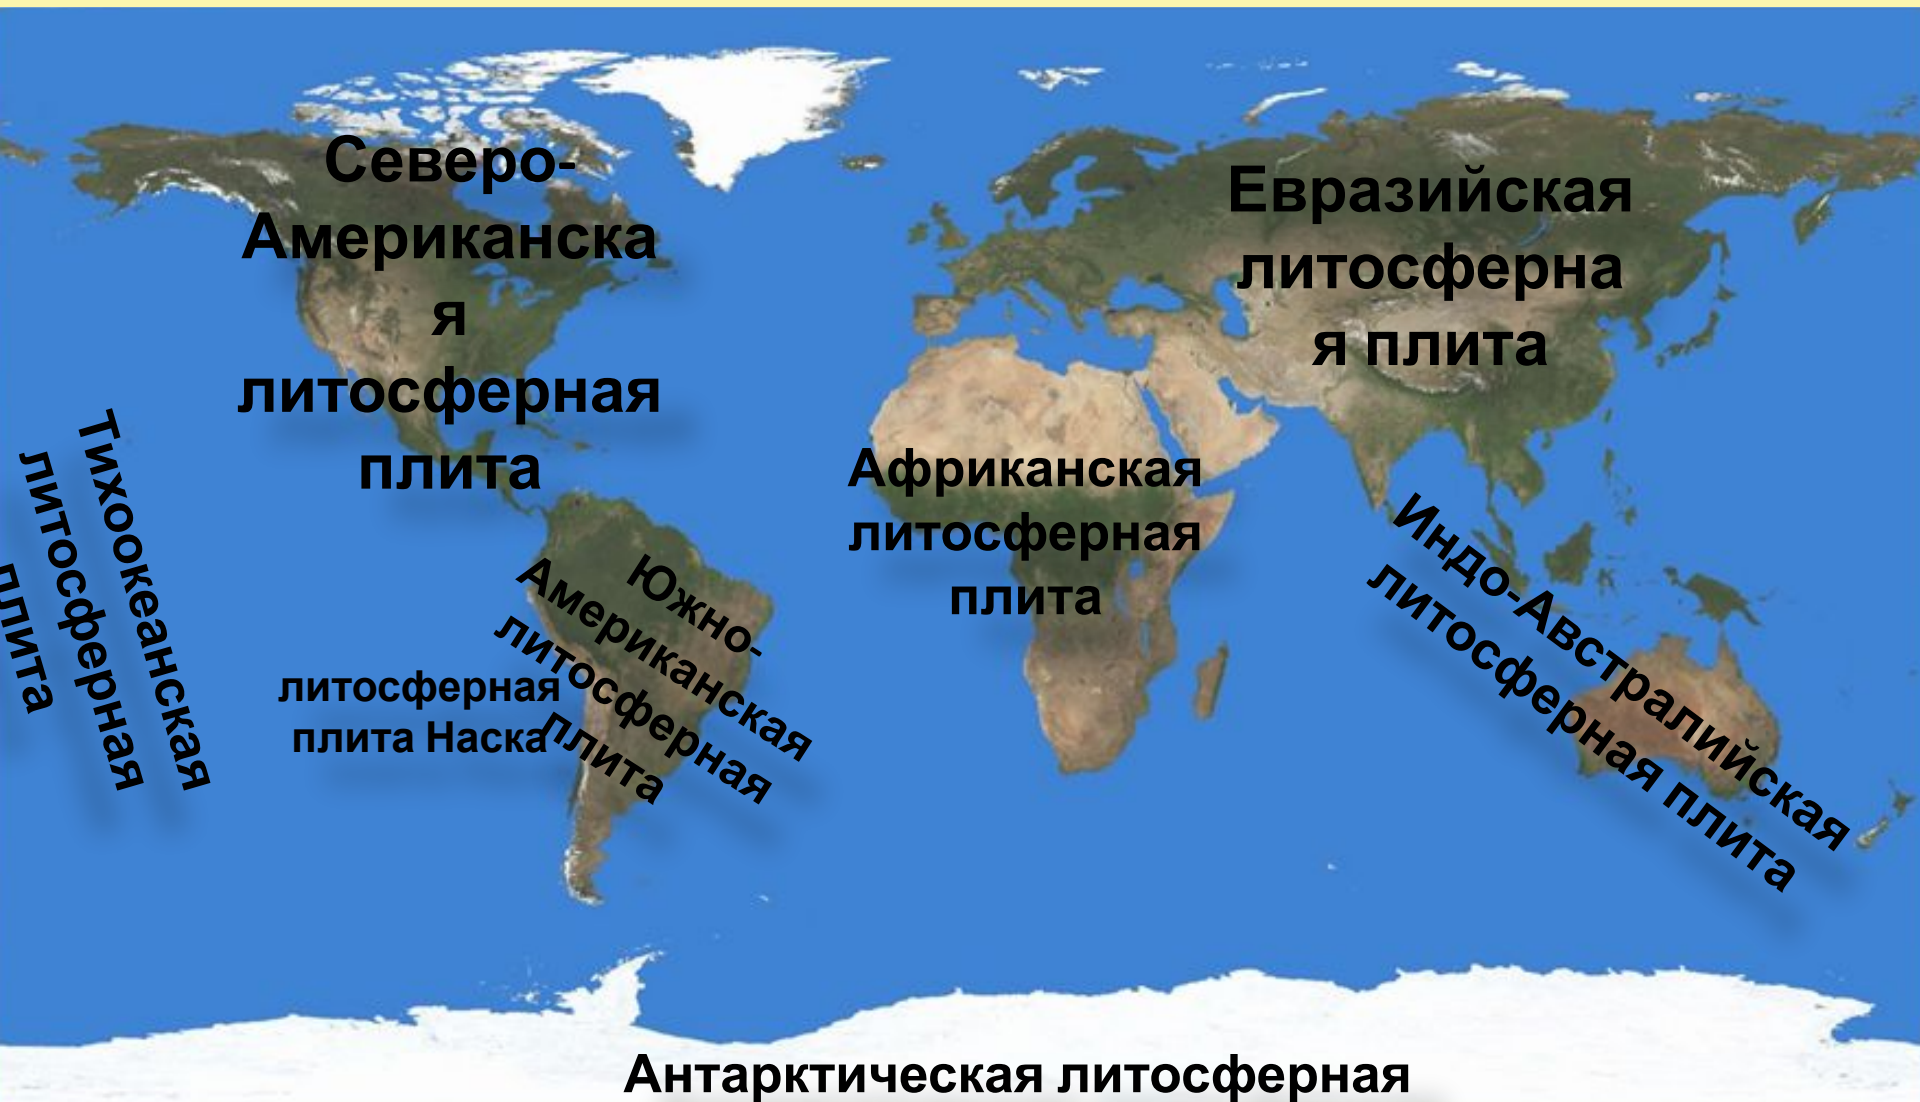 Северо-
Американска
я
литосферная
плита
Евразийская
литосферна
я плита
Тихоокеанская
литосферная
плита
Африканская
литосферная
плита
Индо-Австралийская
литосферная плита
Южно-
Американская
литосферная
плита
литосферная
плита Наска
Антарктическая литосферная